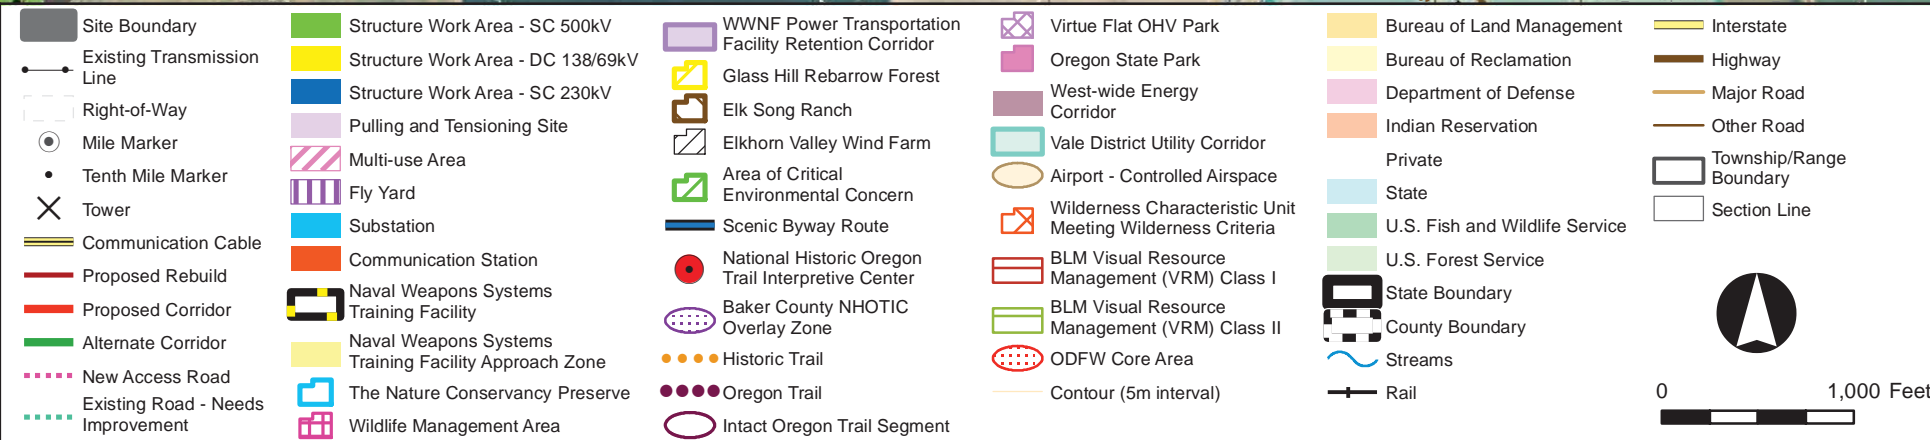 Site Boundary
Existing Transmission
Line
Right-of-Way
Mile Marker
Tenth Mile Marker
Tower
Communication Cable
Proposed Rebuild
Proposed Corridor
Alternate Corridor
New Access Road
Existing Road - Needs
Improvement
Structure Work Area - SC 500kV
Structure Work Area - DC 138/69kV
Structure Work Area - SC 230kV
Pulling and Tensioning Site
Multi-use Area
Fly Yard
Substation
Communication Station
Naval Weapons Systems
Training Facility
Naval Weapons Systems
Training Facility Approach Zone
The Nature Conservancy Preserve
Wildlife Management Area
WWNF Power Transportation
Facility Retention Corridor
Glass Hill Rebarrow Forest
Elk Song Ranch
Elkhorn Valley Wind Farm
Area of Critical
Environmental Concern
Scenic Byway Route
National Historic Oregon
Trail Interpretive Center
Baker County NHOTIC
Overlay Zone
Historic Trail
Oregon Trail
Intact Oregon Trail Segment
Virtue Flat OHV Park
Oregon State Park
West-wide Energy
Corridor
Vale District Utility Corridor
Airport - Controlled Airspace
Wilderness Characteristic Unit
Meeting Wilderness Criteria
BLM Visual Resource
Management (VRM) Class I
BLM Visual Resource
Management (VRM) Class II
ODFW Core Area
Contour (5m interval)
Bureau of Land Management
Bureau of Reclamation
Department of Defense
Indian Reservation
Private
State
U.S. Fish and Wildlife Service
U.S. Forest Service
State Boundary
County Boundary
Streams
Rail
Interstate
Highway
Major Road
Other Road
Township/Range
Boundary
Section Line
0 1,000 Feet